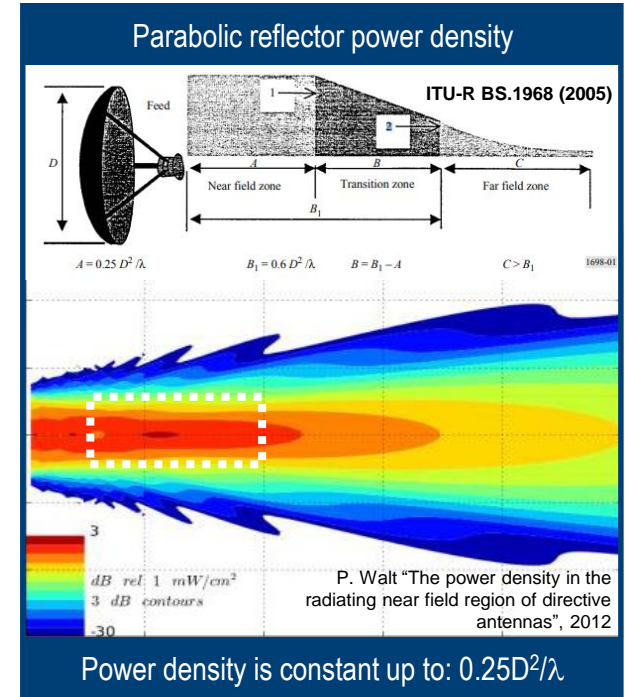 Parabolic reflector power density
ITU-R BS.1968 (2005)
1
2
Feed
D
A
B
C
Near field zone
Transition zone
Far field zone
B₁
A = 0.25 D² /λ
B₁ = 0.6 D² /λ
B = B₁ – A
C > B₁
1698-01
3
dB rel 1 mW/cm²
3 dB contours
-30
P. Walt “The power density in the
radiating near field region of directive
antennas”, 2012
Power density is constant up to: 0.25D²/λ